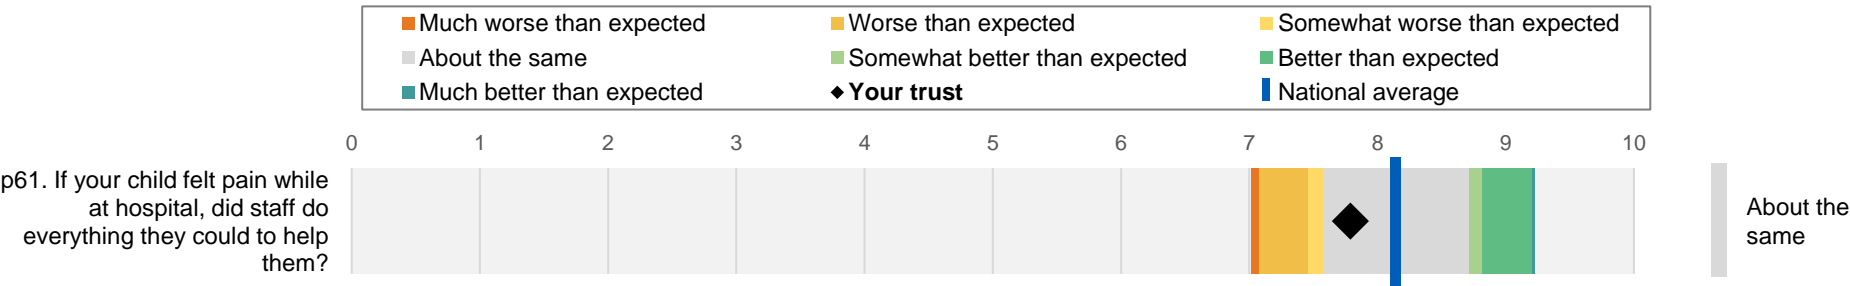 Much worse than expected
Worse than expected
Somewhat worse than expected
About the same
Somewhat better than expected
Better than expected
Much better than expected
Your trust
National average
0 1 2 3 4 5 6 7 8 9 10
p61. If your child felt pain while
at hospital, did staff do
everything they could to help
them?
About the
same